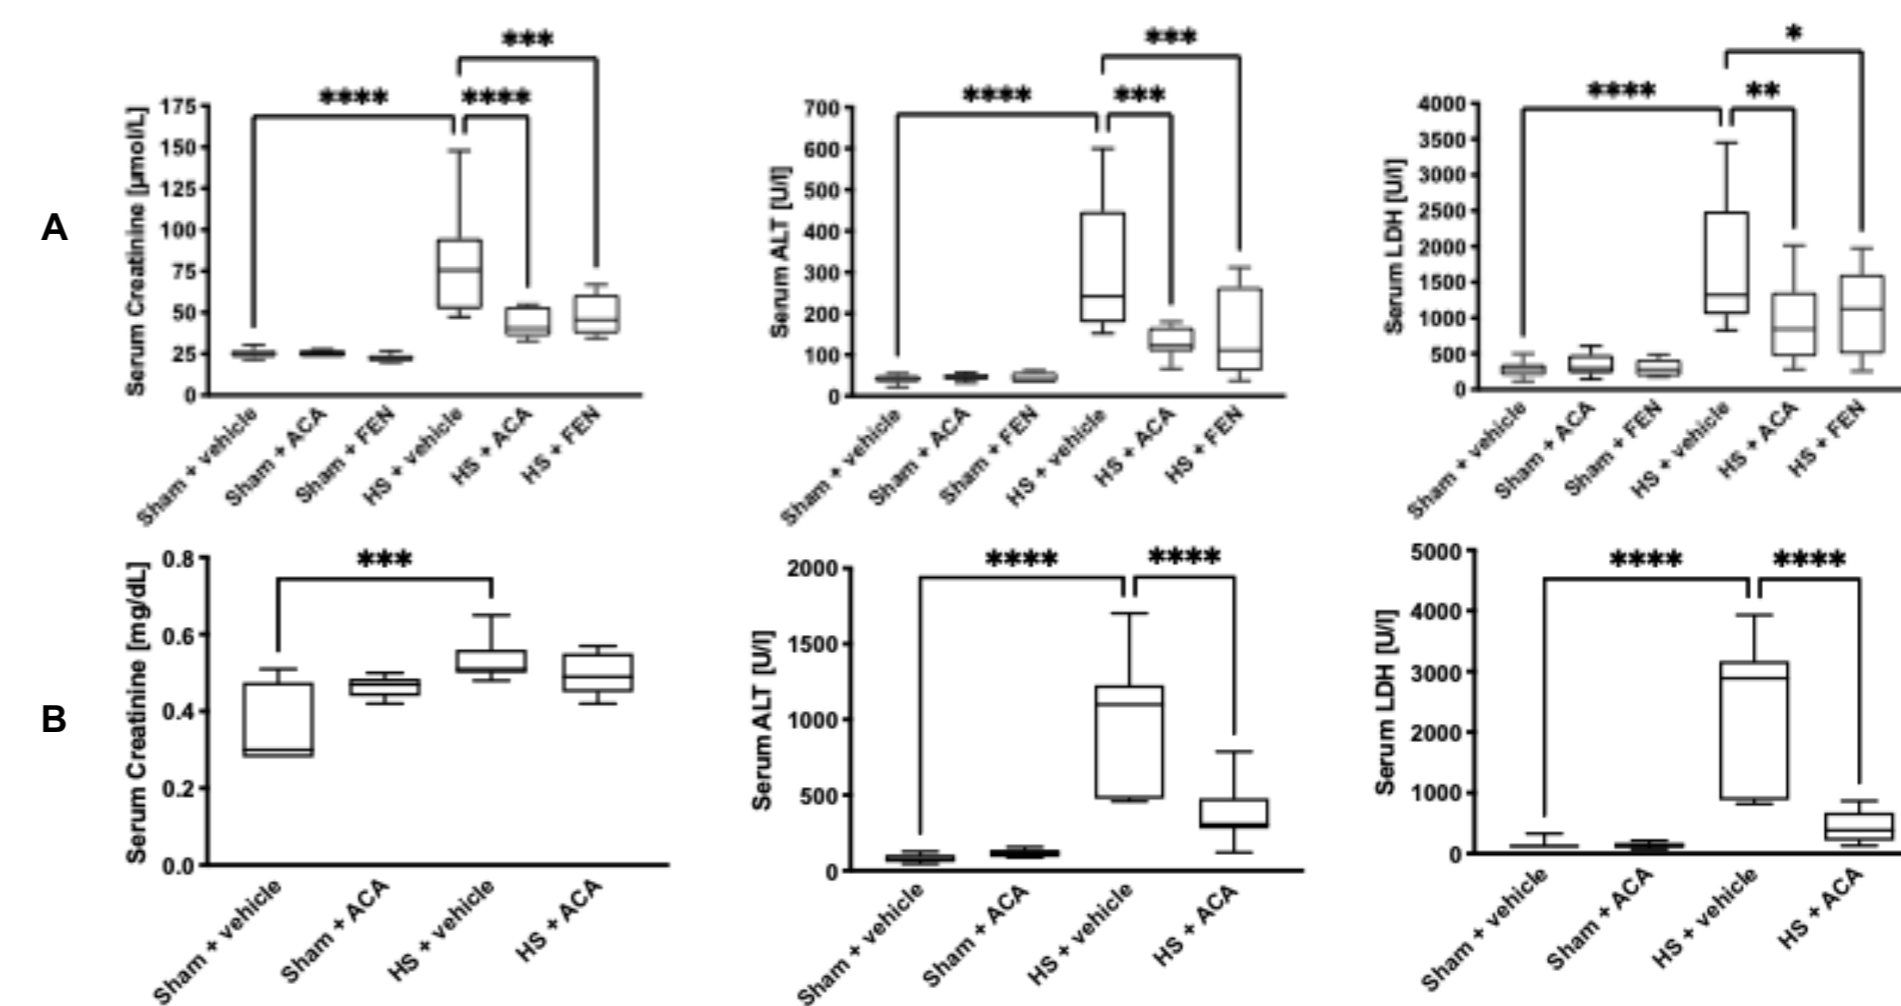 A
Serum Creatinine [µmol/L]
175
150
125
100
75
50
25
0
****
****
***
Sham + vehicle
Sham + ACA
Sham + FEN
HS + vehicle
HS + ACA
HS + FEN
Serum ALT [U/l]
700
600
500
400
300
200
100
0
****
***
***
Sham + vehicle
Sham + ACA
Sham + FEN
HS + vehicle
HS + ACA
HS + FEN
Serum LDH [U/l]
4000
3500
3000
2500
2000
1500
1000
500
0
****
**
*
Sham + vehicle
Sham + ACA
Sham + FEN
HS + vehicle
HS + ACA
HS + FEN
B
Serum Creatinine [mg/dL]
0.8
0.6
0.4
0.2
0.0
***
Sham + vehicle
Sham + ACA
HS + vehicle
HS + ACA
Serum ALT [U/l]
2000
1500
1000
500
0
****
****
Sham + vehicle
Sham + ACA
HS + vehicle
HS + ACA
Serum LDH [U/l]
5000
4000
3000
2000
1000
0
****
****
Sham + vehicle
Sham + ACA
HS + vehicle
HS + ACA